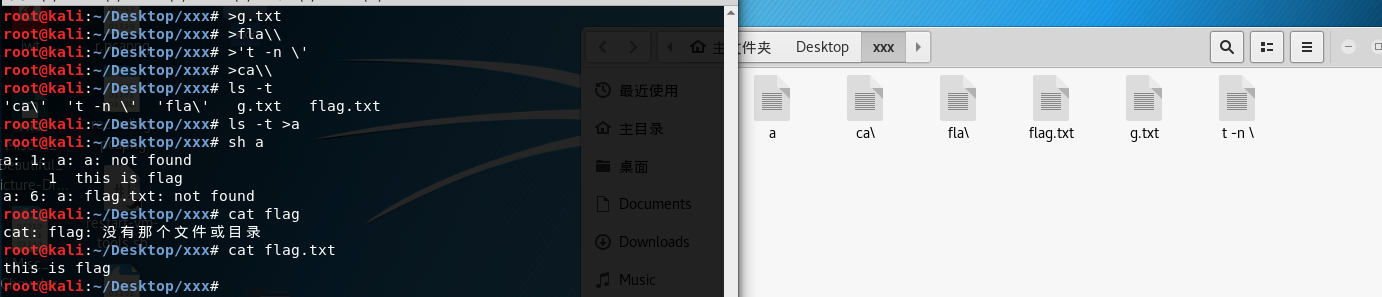 root@kali:~/Desktop/xxx# >g.txt
root@kali:~/Desktop/xxx# >fla\\
root@kali:~/Desktop/xxx# >'t -n \'
root@kali:~/Desktop/xxx# >ca\\
root@kali:~/Desktop/xxx# ls -t
'ca\'  't -n \'  'fla\'   g.txt   flag.txt
root@kali:~/Desktop/xxx# ls -t >a
root@kali:~/Desktop/xxx# sh a
a: 1: a: a: not found
     1  this is flag
a: 6: a: flag.txt: not found
root@kali:~/Desktop/xxx# cat flag
cat: flag: 没有那个文件或目录
root@kali:~/Desktop/xxx# cat flag.txt
this is flag
root@kali:~/Desktop/xxx#
主文件夹 Desktop xxx
最近使用
主目录
桌面
Documents
Downloads
Music
a ca\ fla\ flag.txt g.txt t -n \